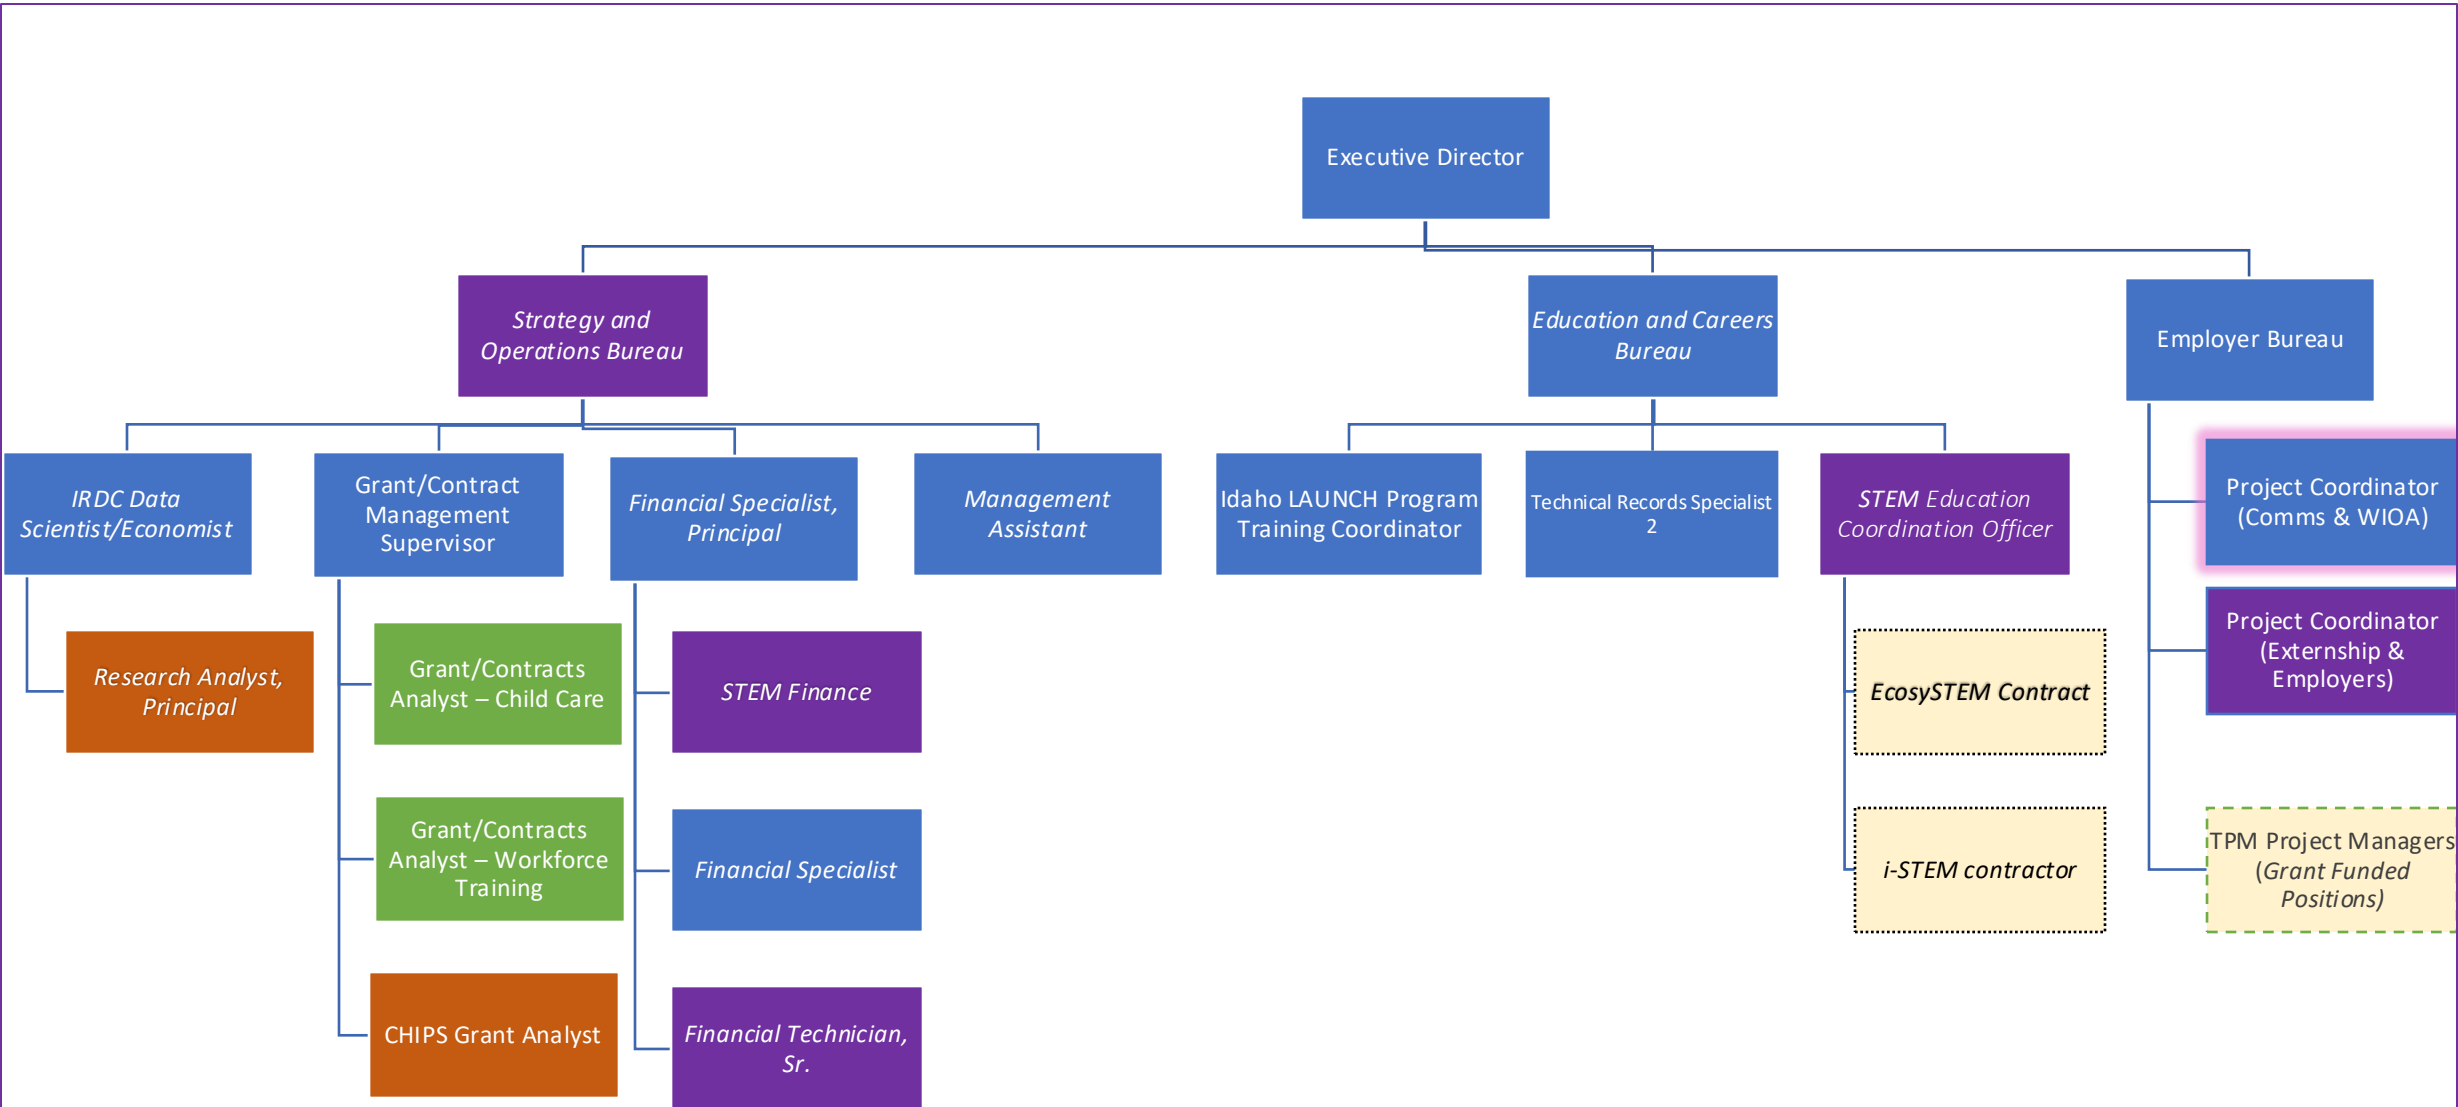 Executive Director
Strategy and
Operations Bureau
Education and Careers
Bureau
Employer Bureau
IRDC Data
Scientist/Economist
Grant/Contract
Management
Supervisor
Financial Specialist,
Principal
Management
Assistant
Idaho LAUNCH Program
Training Coordinator
Technical Records Specialist
2
STEM Education
Coordination Officer
Project Coordinator
(Comms & WIOA)
Research Analyst,
Principal
Grant/Contracts
Analyst – Child Care
STEM Finance
EcosySTEM Contract
Project Coordinator
(Externship &
Employers)
Grant/Contracts
Analyst – Workforce
Training
Financial Specialist
i-STEM contractor
TPM Project Managers
(Grant Funded
Positions)
CHIPS Grant Analyst
Financial Technician,
Sr.